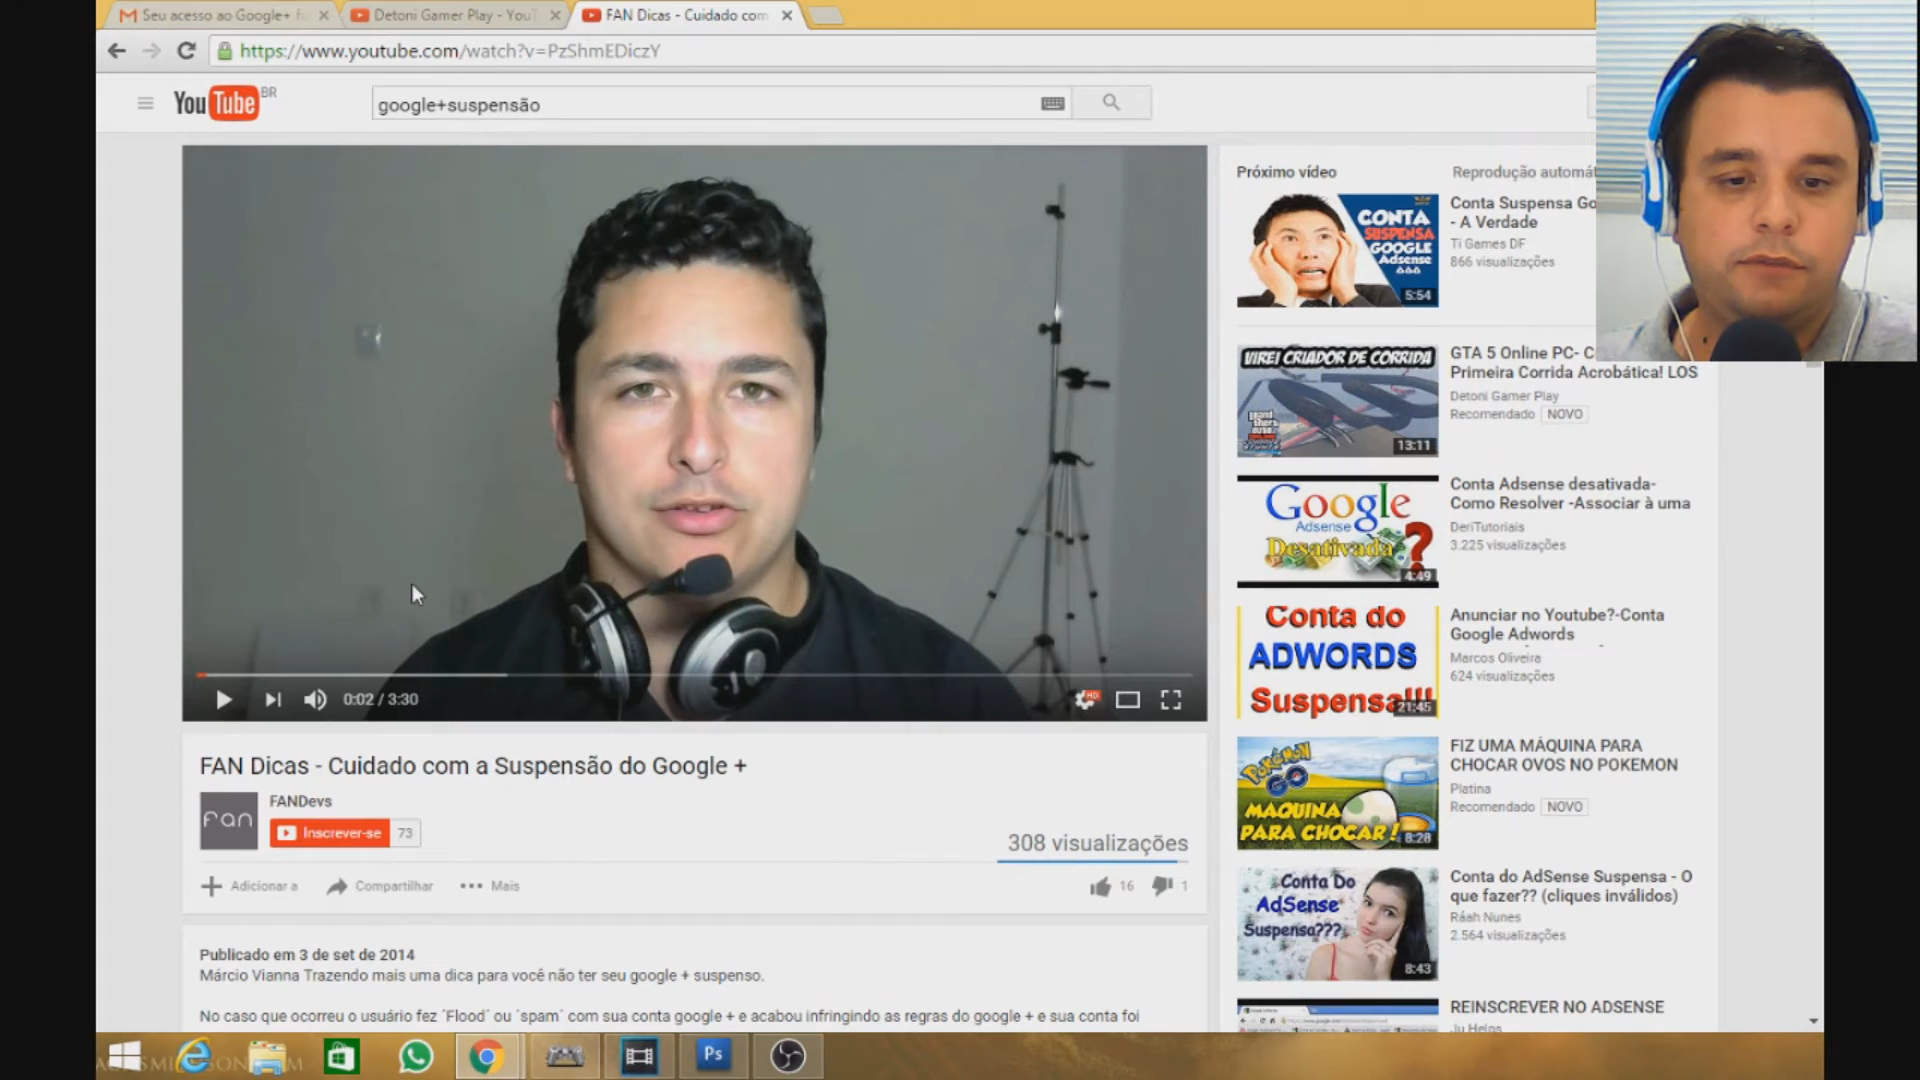 Seu acesso ao Google+ f
Detoni Gamer Play - YouT
FAN Dicas - Cuidado com
https://www.youtube.com/watch?v=PzShmEDiczY
YouTube BR
google+suspensão
Próximo vídeo
Reprodução automát
CONTA
SUSPENSA
GOOGLE
Adsense
5:54
Conta Suspensa Go
- A Verdade
Ti Games DF
866 visualizações
VIREI CRIADOR DE CORRIDA
13:11
GTA 5 Online PC- C
Primeira Corrida Acrobática! LOS
Detoni Gamer Play
Recomendado NOVO
Google
Adsense
Desativada ?
4:49
Conta Adsense desativada-
Como Resolver -Associar à uma
DeriTutoriais
3.225 visualizações
Conta do
ADWORDS
Suspensa!!!
21:45
Anunciar no Youtube?-Conta
Google Adwords
Marcos Oliveira
624 visualizações
POKÉMON
GO
MAQUINA
PARA CHOCAR!
8:28
FIZ UMA MÁQUINA PARA
CHOCAR OVOS NO POKEMON
Platina
Recomendado NOVO
Conta Do
AdSense
Suspensa???
8:43
Conta do AdSense Suspensa - O
que fazer?? (cliques inválidos)
Ráah Nunes
2.564 visualizações
REINSCREVER NO ADSENSE
Ju Helps
0:02 / 3:30
HD
FAN Dicas - Cuidado com a Suspensão do Google +
Fan
FANDevs
Inscrever-se 73
308 visualizações
Adicionar a
Compartilhar
Mais
16
1
Publicado em 3 de set de 2014
Márcio Vianna Trazendo mais uma dica para você não ter seu google + suspenso.
No caso que ocorreu o usuário fez ´Flood´ ou ´spam´ com sua conta google + e acabou infringindo as regras do google + e sua conta foi
Ps